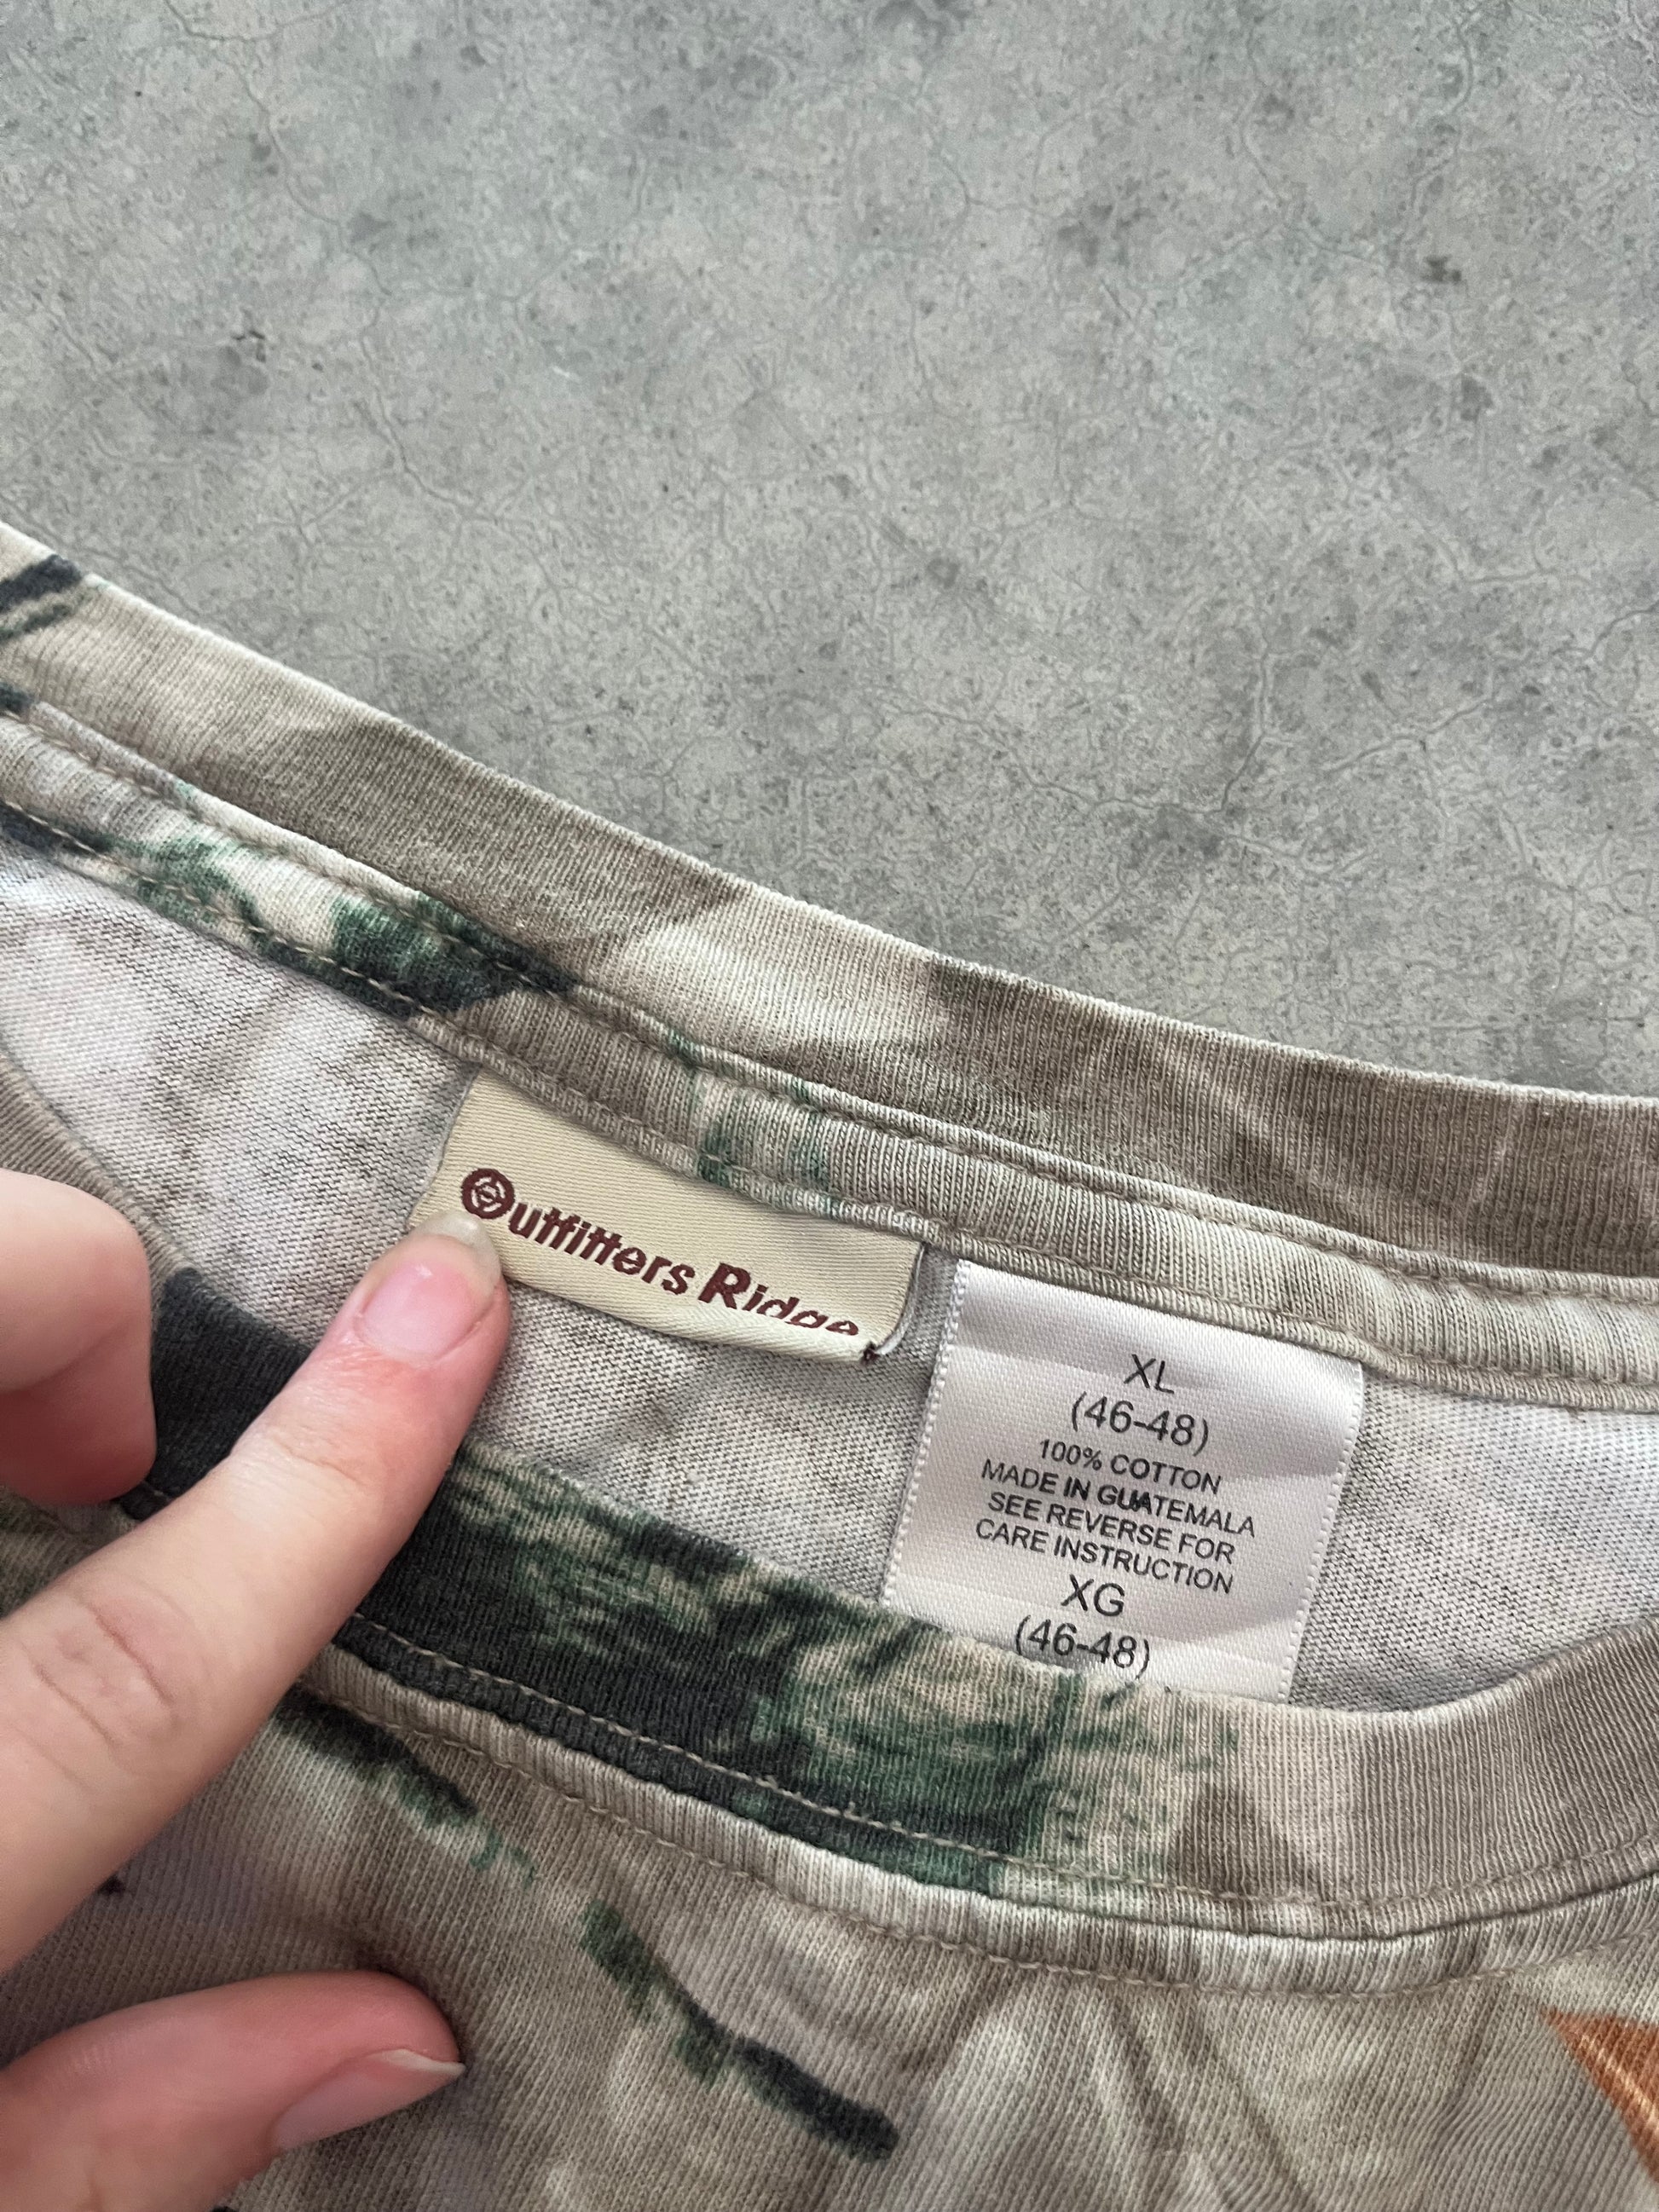 Outfitters Ridge
XL
(46-48)
100% COTTON
MADE IN GUATEMALA
SEE REVERSE FOR
CARE INSTRUCTION
XG
(46-48)